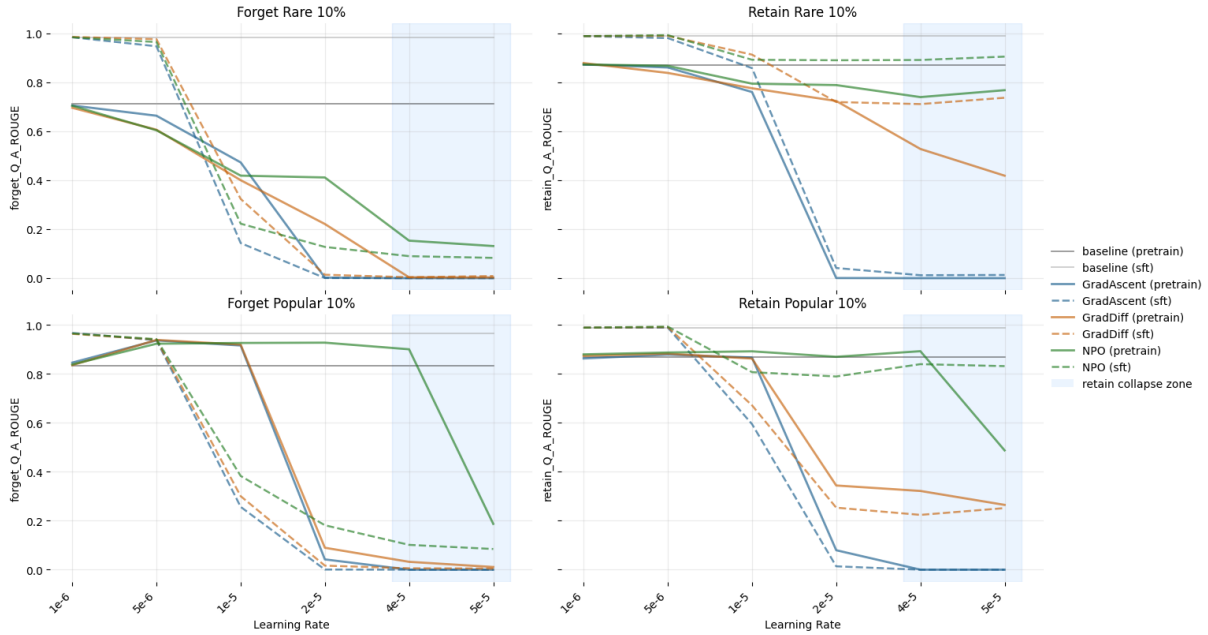 Forget Rare 10%
forget_Q_A_ROUGE
1.0
0.8
0.6
0.4
0.2
0.0
Retain Rare 10%
retain_Q_A_ROUGE
baseline (pretrain)
baseline (sft)
GradAscent (pretrain)
GradAscent (sft)
GradDiff (pretrain)
GradDiff (sft)
NPO (pretrain)
NPO (sft)
retain collapse zone
Forget Popular 10%
forget_Q_A_ROUGE
1.0
0.8
0.6
0.4
0.2
0.0
1e-6
5e-6
1e-5
2e-5
4e-5
5e-5
Learning Rate
Retain Popular 10%
retain_Q_A_ROUGE
1e-6
5e-6
1e-5
2e-5
4e-5
5e-5
Learning Rate